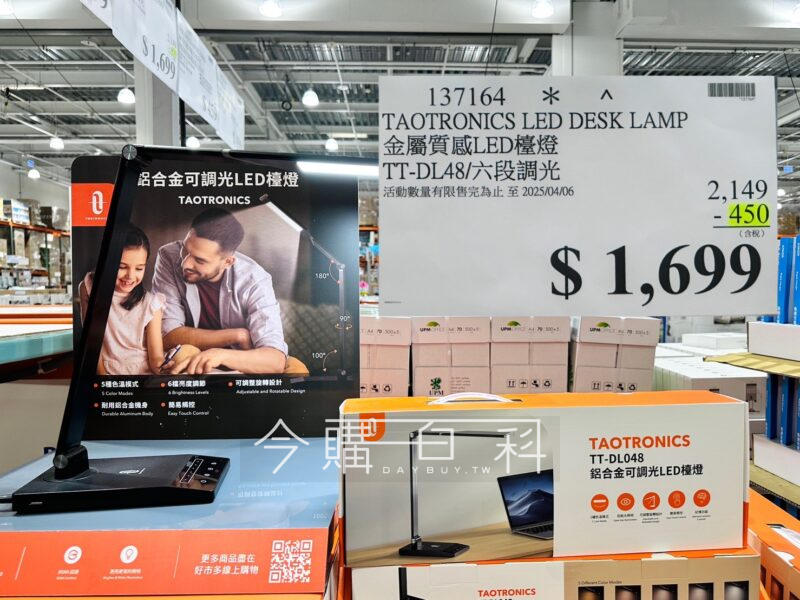 $1,699
137164 * ^
TAOTRONICS LED DESK LAMP
金屬質感LED檯燈
TT-DL48/六段調光
活動數量有限售完為止 至 2025/04/06
2,149
- 450
(含稅)
$1,699
鋁合金可調光LED檯燈
TAOTRONICS
180°
90°
100°
5種色溫模式
5 Color Modes
6檔亮度調節
6 Brightness Levels
可調整旋轉設計
Adjustable and Rotatable Design
耐用鋁合金機身
Durable Aluminum Body
簡易觸控
Easy Touch Control
更多商品盡在
好市多線上購物
UPM
今購百科
DAYBUY.TW
TAOTRONICS
TT-DL048
鋁合金可調光LED檯燈
TAOTRONICS
5 Different Color Modes